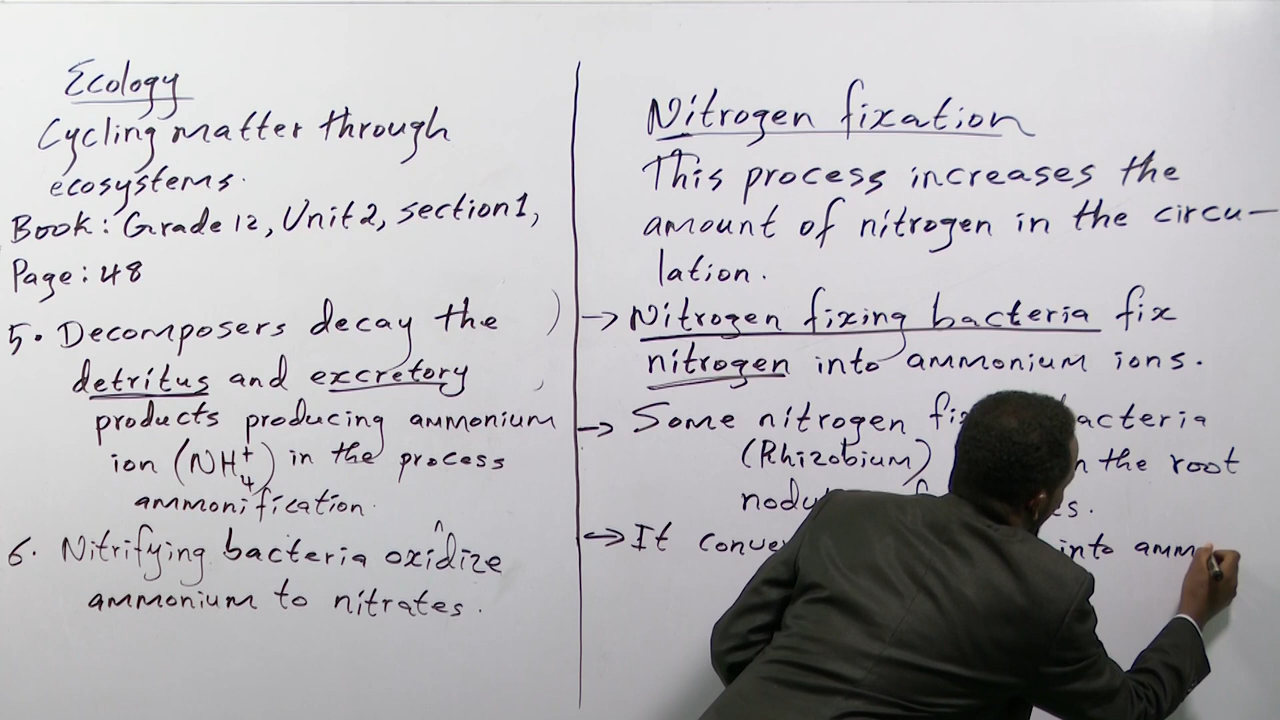 Ecology
Cycling matter through
ecosystems.
Book: Grade 12, Unit 2, section 1,
Page: 48
5. Decomposers decay the
detritus and excretory
products producing ammonium
ion (NH₄⁺) in the process
ammonification.
6. Nitrifying bacteria oxidize
ammonium to nitrates.
Nitrogen fixation
This process increases the
amount of nitrogen in the circu-
lation.
→ Nitrogen fixing bacteria fix
nitrogen into ammonium ions.
→ Some nitrogen bacteria
(Rhizobium) the root
→ It into